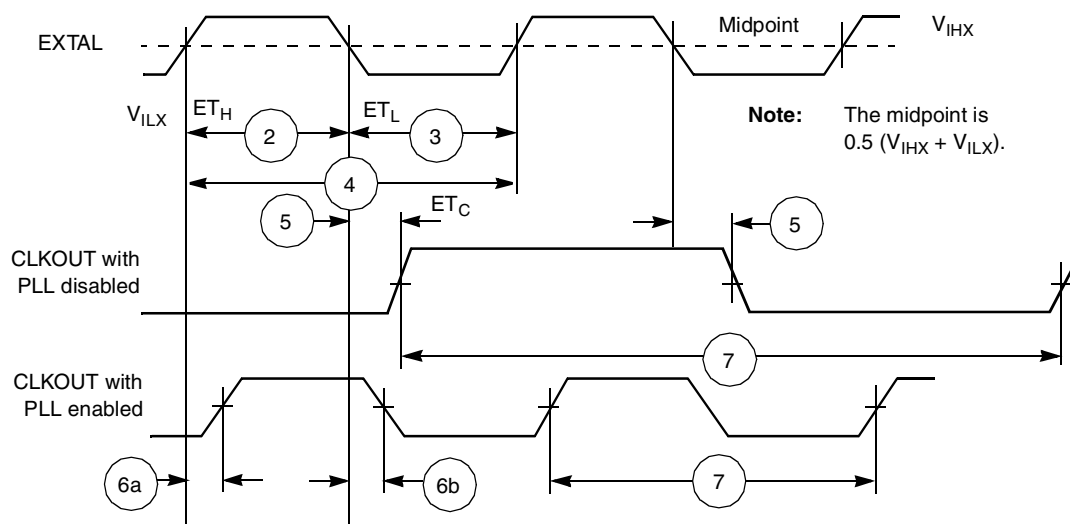 EXTAL
Midpoint
V_IHX
V_ILX
ET_H
ET_L
2
3
Note: The midpoint is
0.5 (V_IHX + V_ILX).
4
5
ET_C
5
CLKOUT with
PLL disabled
7
CLKOUT with
PLL enabled
6a
6b
7